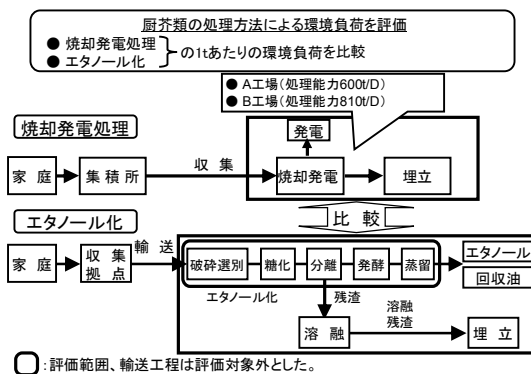 厨芥類の処理方法による環境負荷を評価
● 焼却発電処理
● エタノール化
の1tあたりの環境負荷を比較
● A工場(処理能力600t/D)
● B工場(処理能力810t/D)
焼却発電処理
発電
家 庭
集積所
収 集
焼却発電
埋立
エタノール化
比 較
家 庭
収 集
拠 点
輸 送
破砕選別
糖化
分離
発酵
蒸留
エタノール
回収油
エタノール化
残渣
溶 融
溶融
残渣
埋 立
:評価範囲、輸送工程は評価対象外とした。